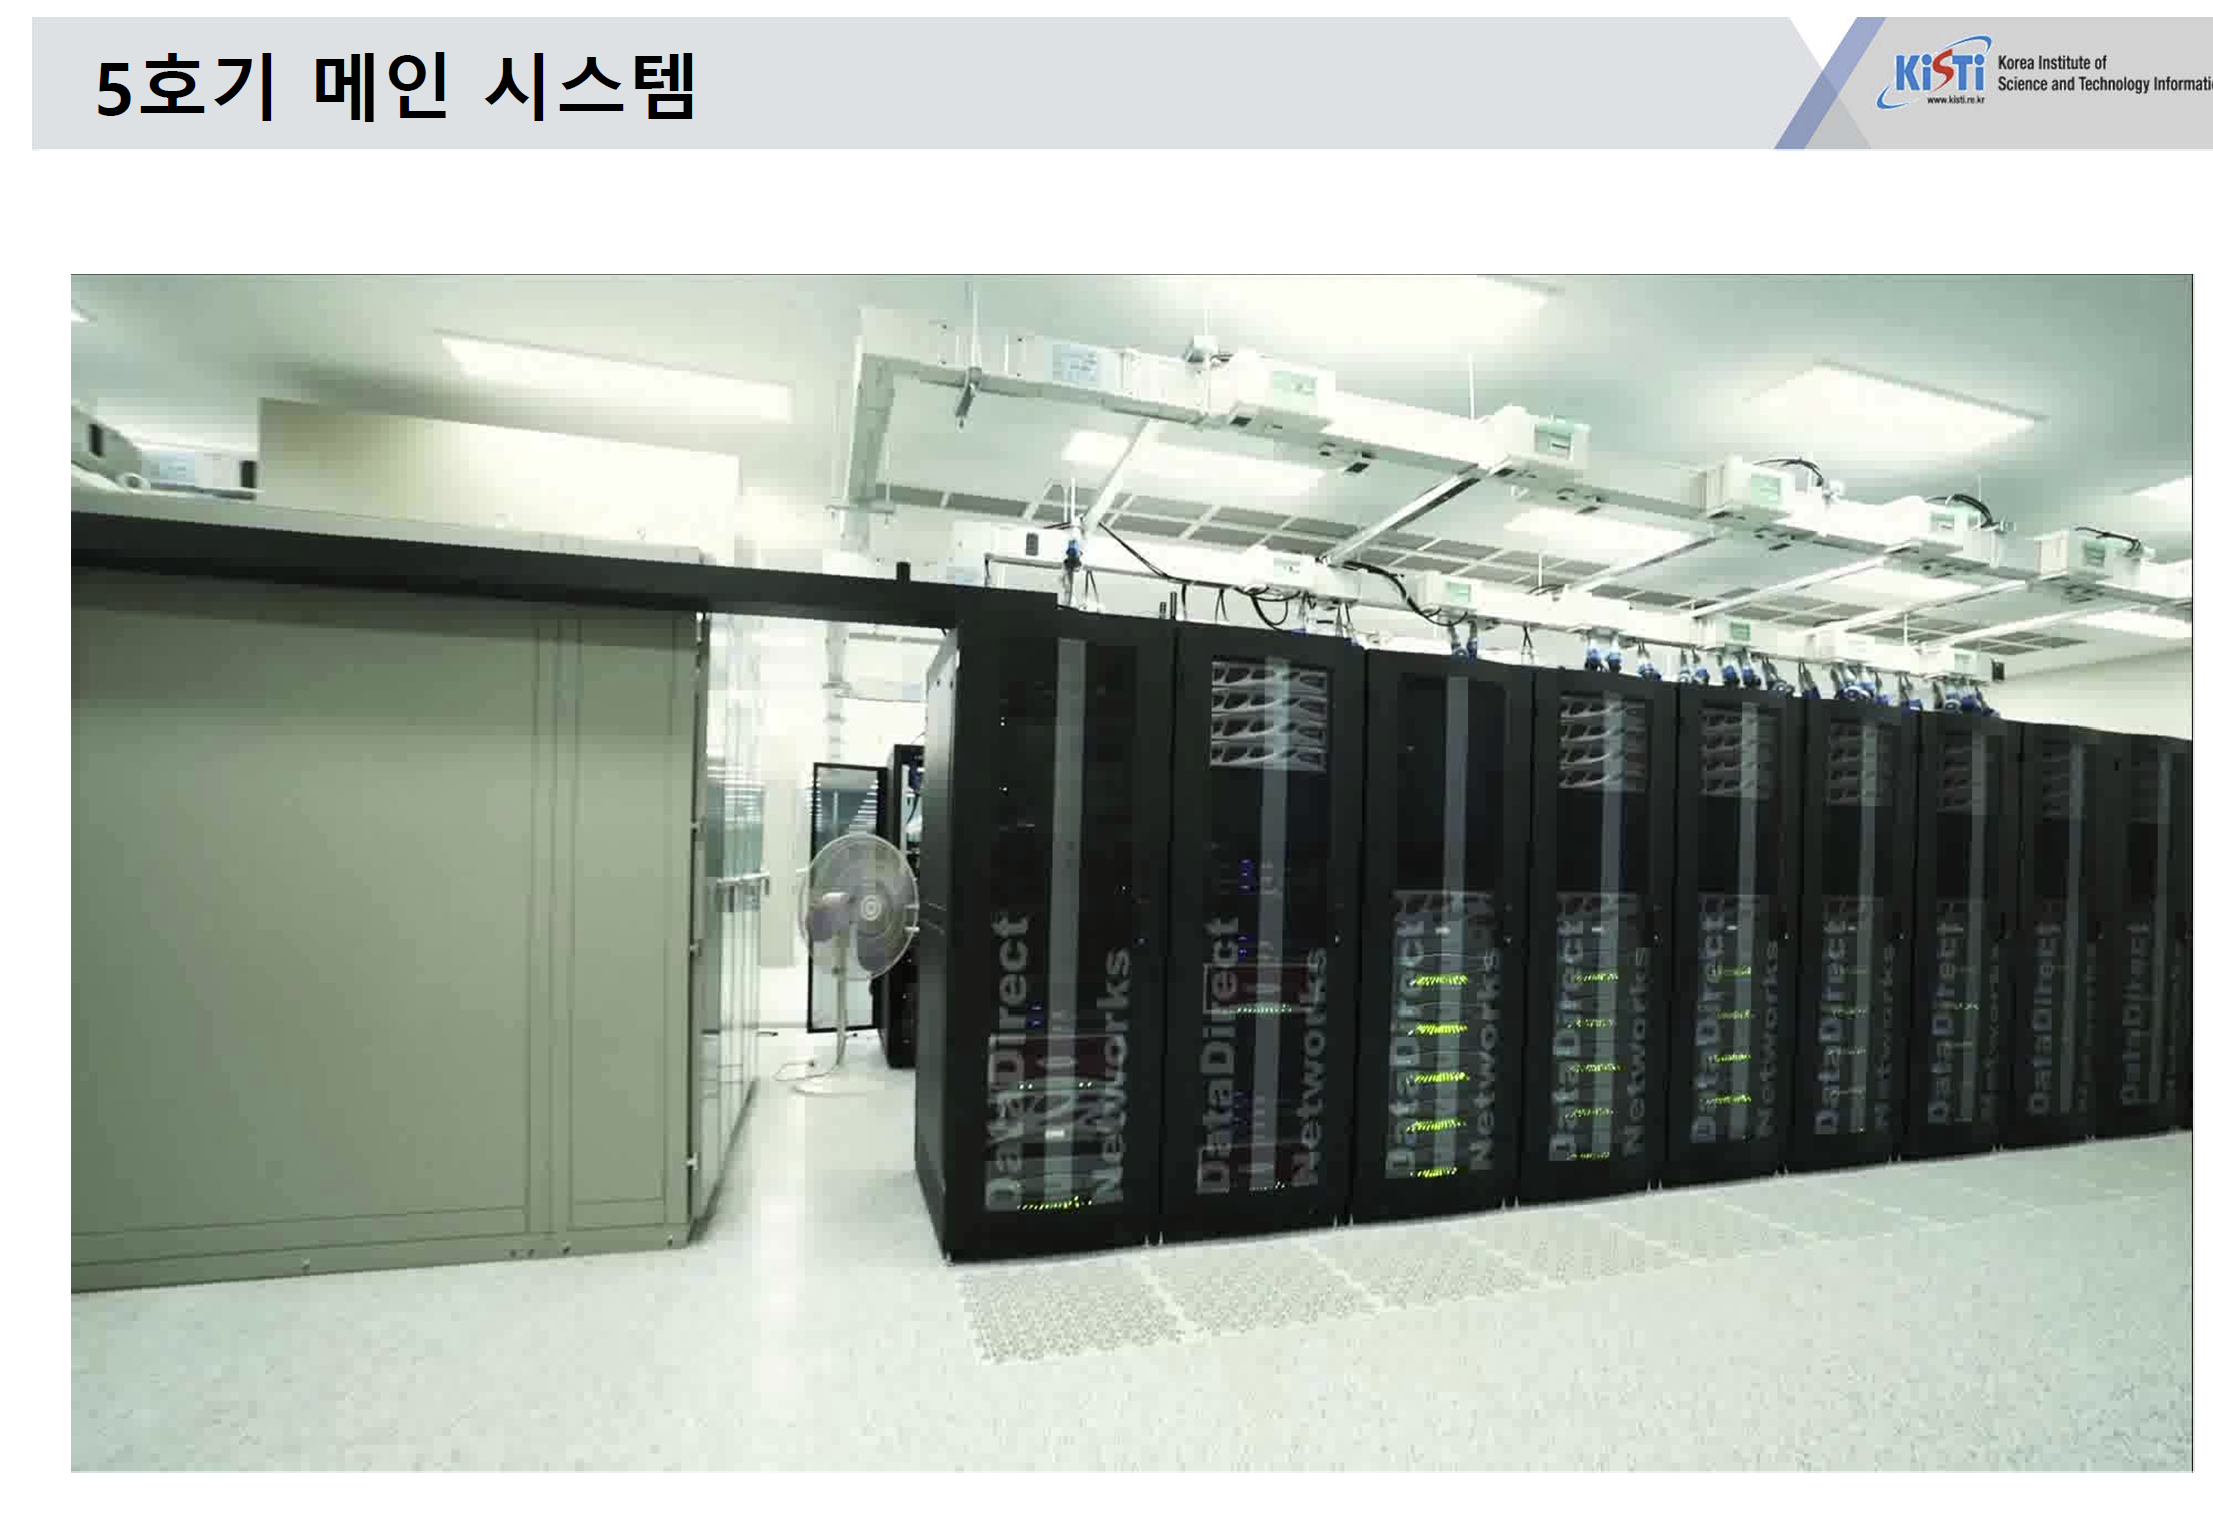 5호기 메인 시스템
KiSTi
www.kisti.re.kr
Korea Institute of
Science and Technology Informati
DataDirect
Networks
DataDirect
Networks
DataDirect
Networks
DataDirect
Networks
DataDirect
Networks
DataDirect
Networks
DataDirect
Networks
DataDirect
DataDirect